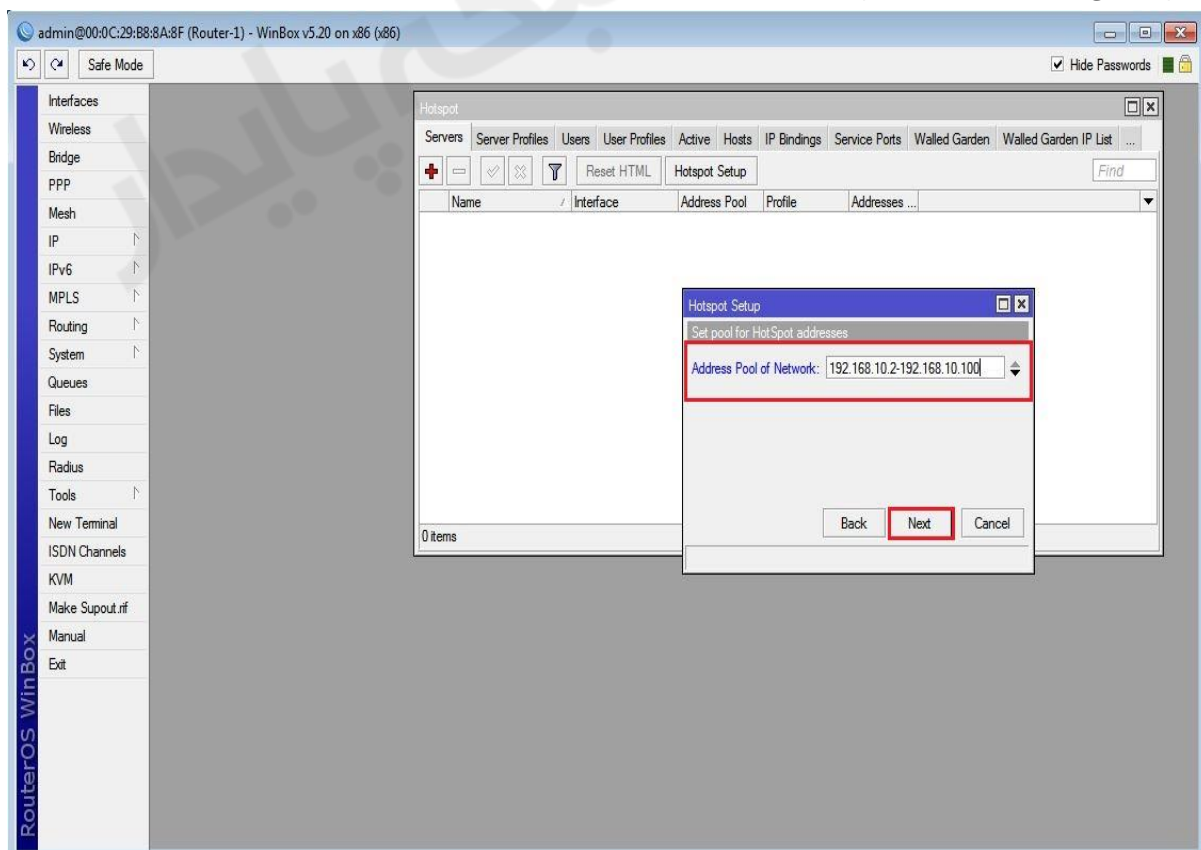 admin@00:0C:29:B8:8A:8F (Router-1) - WinBox v5.20 on x86 (x86)
Safe Mode
Hide Passwords
Interfaces
Wireless
Bridge
PPP
Mesh
IP
IPv6
MPLS
Routing
System
Queues
Files
Log
Radius
Tools
New Terminal
ISDN Channels
KVM
Make Supout.rif
Manual
Exit
RouterOS WinBox
Hotspot
Servers Server Profiles Users User Profiles Active Hosts IP Bindings Service Ports Walled Garden Walled Garden IP List ...
Reset HTML Hotspot Setup Find
Name / Interface Address Pool Profile Addresses ...
0 items
Hotspot Setup
Set pool for HotSpot addresses
Address Pool of Network: 192.168.10.2-192.168.10.100
Back Next Cancel